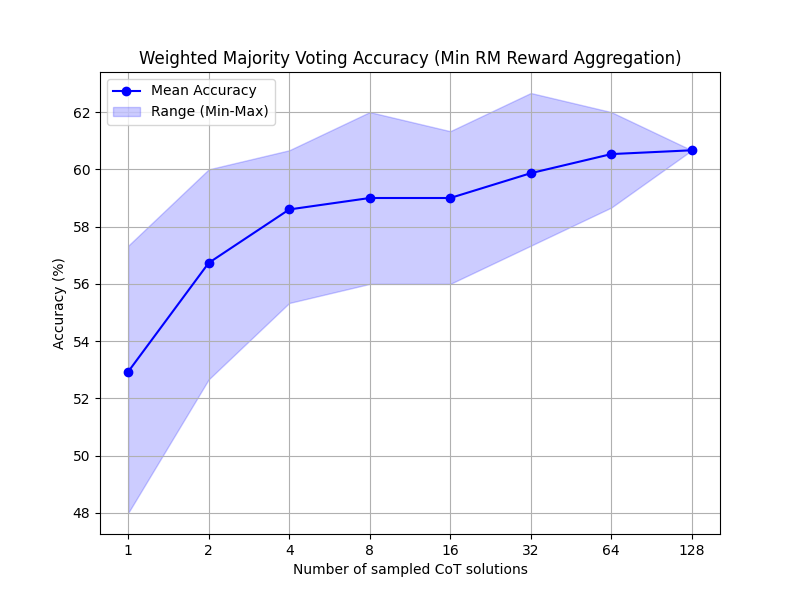 Weighted Majority Voting Accuracy (Min RM Reward Aggregation)
Mean Accuracy
Range (Min-Max)
Accuracy (%)
62
60
58
56
54
52
50
48
1 2 4 8 16 32 64 128
Number of sampled CoT solutions